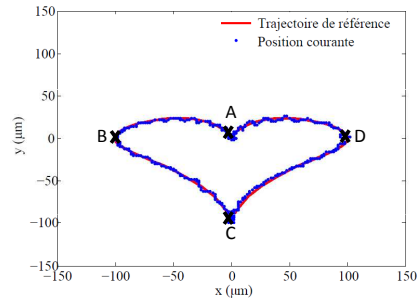 150
Trajectoire de référence
Position courante
100
50
A
B
D
0
−50
C
−100
−150
−150
−100
−50
0
50
100
150
x (µm)
y (µm)